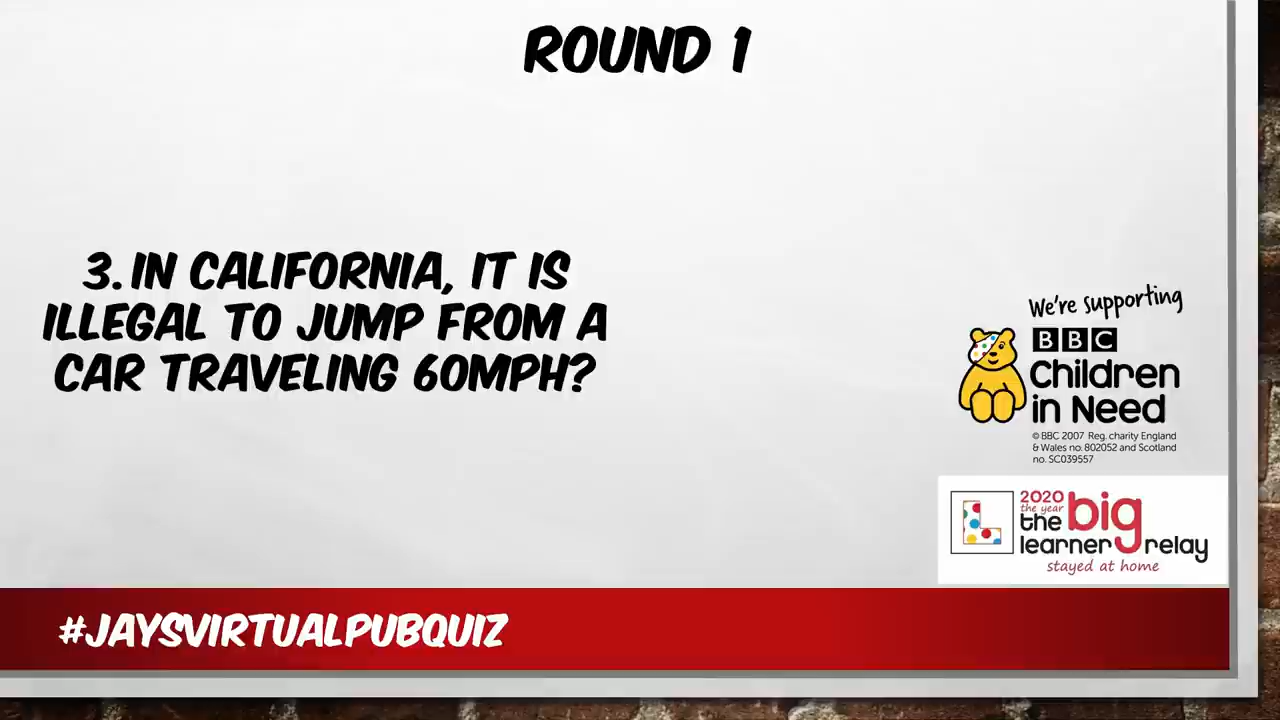 ROUND 1
3. IN CALIFORNIA, IT IS
ILLEGAL TO JUMP FROM A
CAR TRAVELING 60MPH?
We're supporting
BBC
Children
in Need
© BBC 2007 Reg. charity England
& Wales no. 802052 and Scotland
no. SC039557
2020
the year
the big
learner relay
stayed at home
#JAYSVIRTUALPUBQUIZ